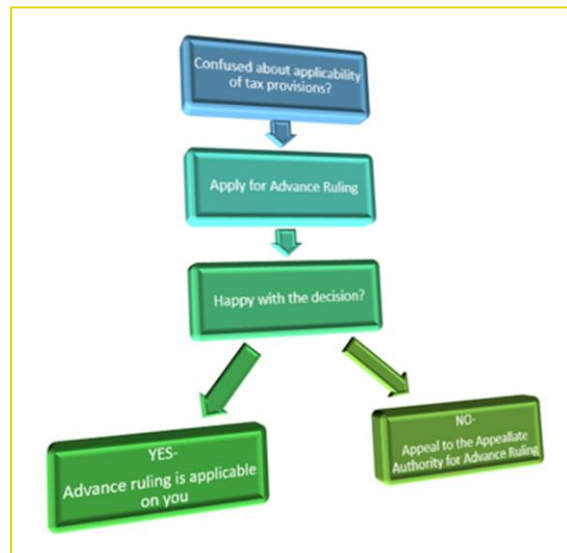 Confused about applicability
of tax provisions?
Apply for Advance Ruling
Happy with the decision?
YES-
Advance ruling is applicable
on you
NO-
Appeal to the Appeallate
Authority for Advance Ruling